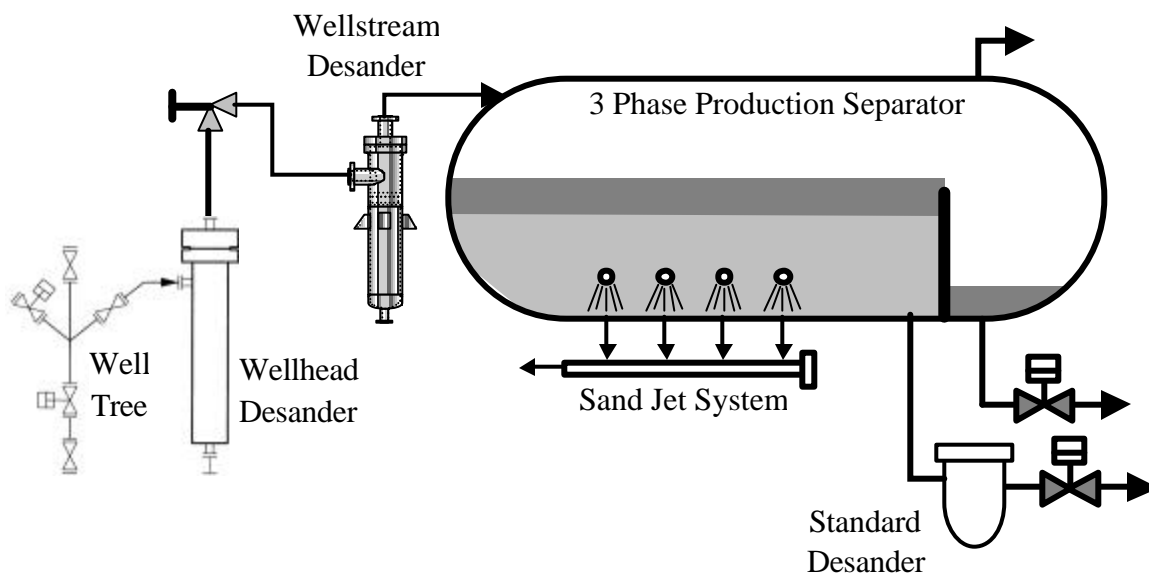 Wellstream
Desander
3 Phase Production Separator
Well
Tree
Wellhead
Desander
Sand Jet System
Standard
Desander